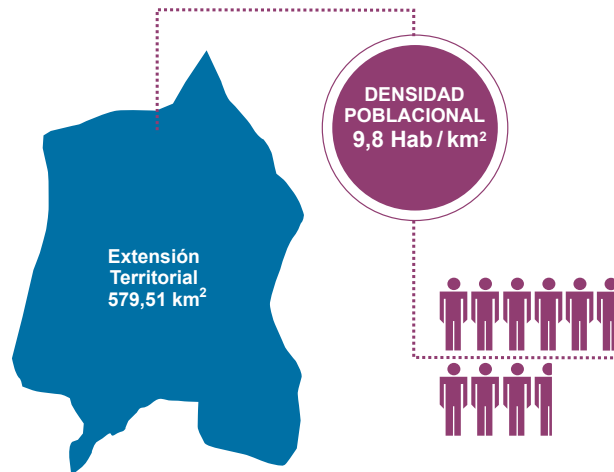 DENSIDAD
POBLACIONAL
9,8 Hab / km²
Extensión
Territorial
579,51 km²